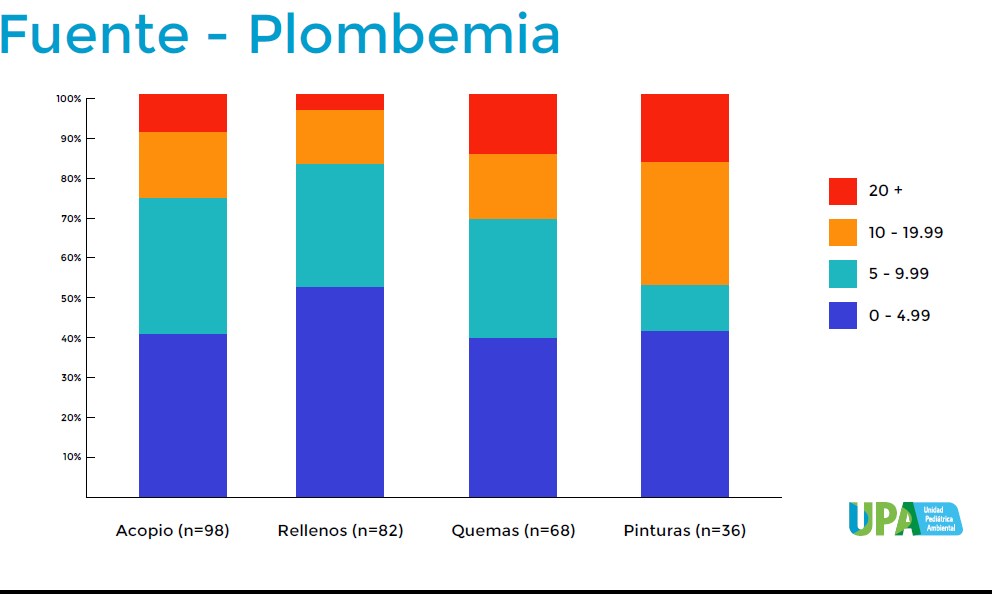 Fuente - Plombemia
100%
90%
80%
70%
60%
50%
40%
30%
20%
10%
20 +
10 - 19.99
5 - 9.99
0 - 4.99
Acopio (n=98)
Rellenos (n=82)
Quemas (n=68)
Pinturas (n=36)
UPA
Unidad
Pediátrica
Ambiental